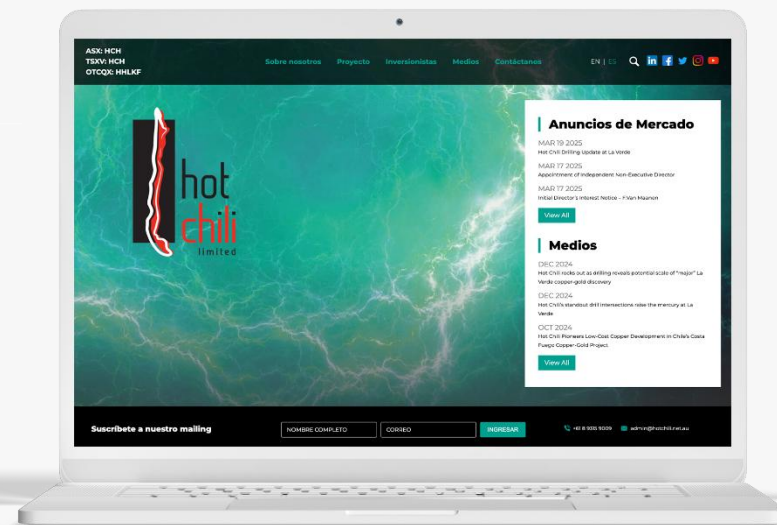 ASX: HCH
TSXV: HCH
OTCQX: HHLKF
Sobre nosotros Proyecto Inversionistas Medios Contáctanos
EN | ES
hot
chili
limited
Anuncios de Mercado
MAR 19 2025
Hot Chili Drilling Update at La Verde
MAR 17 2025
Appointment of Independent Non-Executive Director
MAR 17 2025
Initial Director's Interest Notice - F Van Maanen
View All
Medios
DEC 2024
Hot Chili rocks out as drilling reveals potential scale of "major" La
Verde copper-gold discovery
DEC 2024
Hot Chili's standout drill intersections raise the mercury at La
Verde
OCT 2024
Hot Chili Pioneers Low-Cost Copper Development in Chile's Costa
Fuego Copper-Gold Project
View All
Suscríbete a nuestro mailing
NOMBRE COMPLETO
CORREO
INGRESAR
+61 8 9315 9009
admin@hotchili.net.au